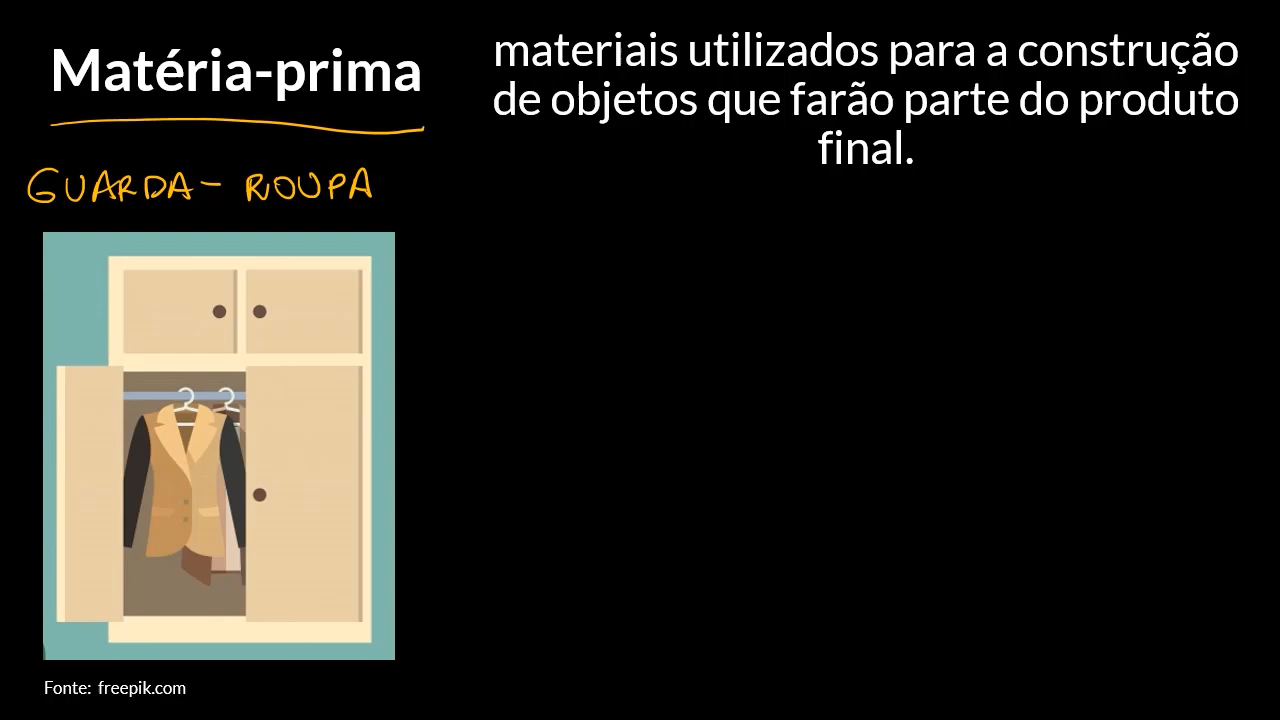 Matéria-prima
materiais utilizados para a construção
de objetos que farão parte do produto
final.
GUARDA- ROUPA
Fonte: freepik.com